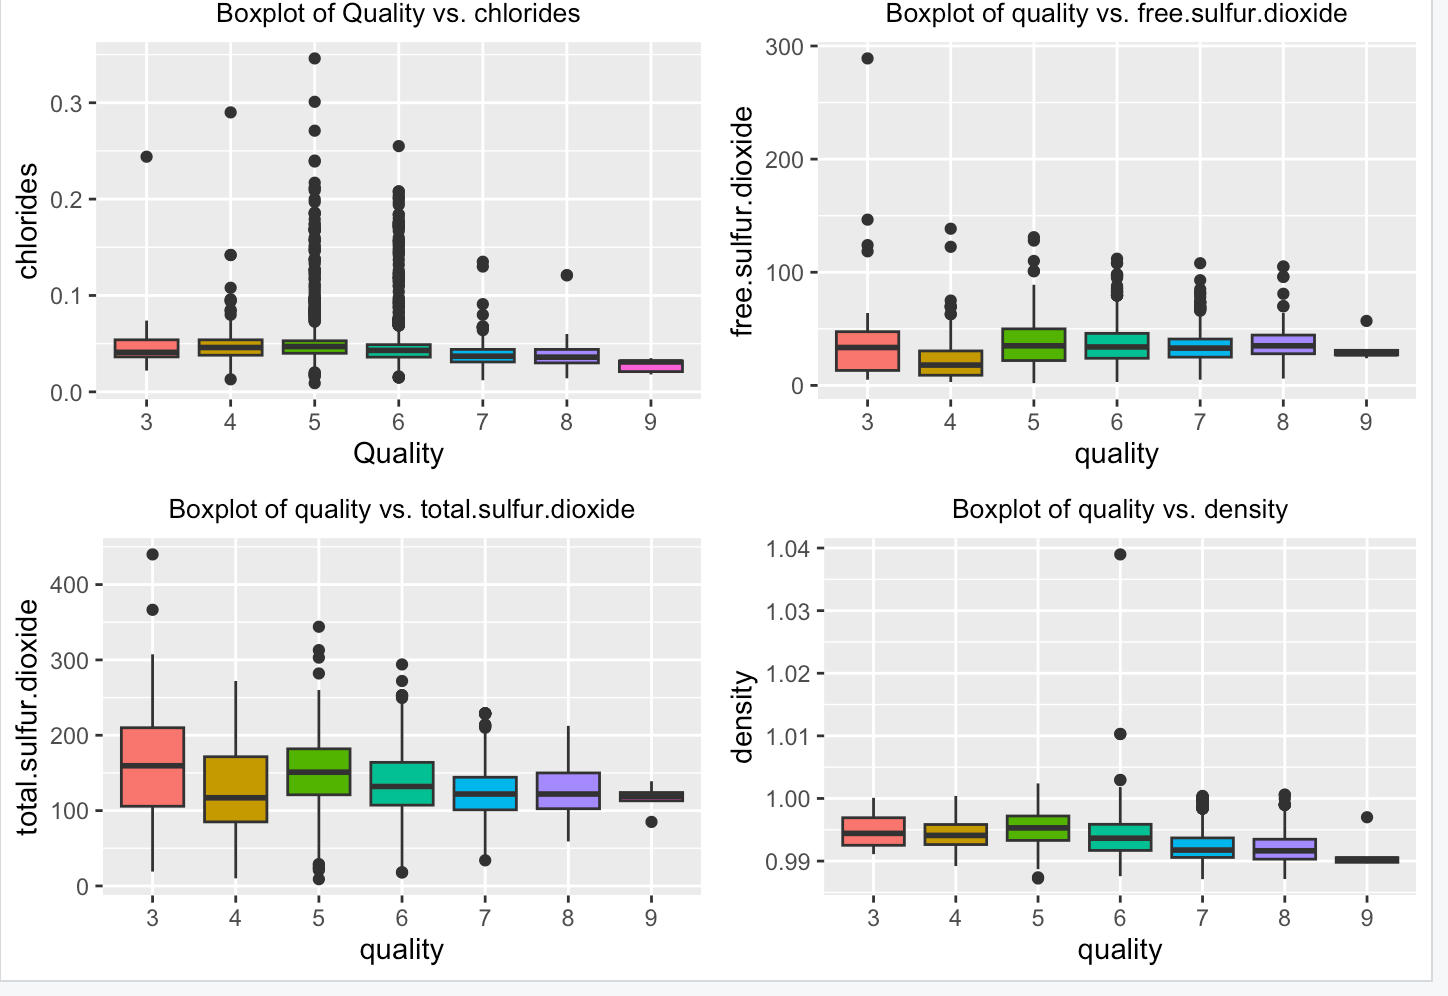 Boxplot of Quality vs. chlorides
chlorides
0.3
0.2
0.1
0.0
3 4 5 6 7 8 9
Quality
Boxplot of quality vs. free.sulfur.dioxide
free.sulfur.dioxide
300
200
100
0
3 4 5 6 7 8 9
quality
Boxplot of quality vs. total.sulfur.dioxide
total.sulfur.dioxide
400
300
200
100
0
3 4 5 6 7 8 9
quality
Boxplot of quality vs. density
density
1.04
1.03
1.02
1.01
1.00
0.99
3 4 5 6 7 8 9
quality